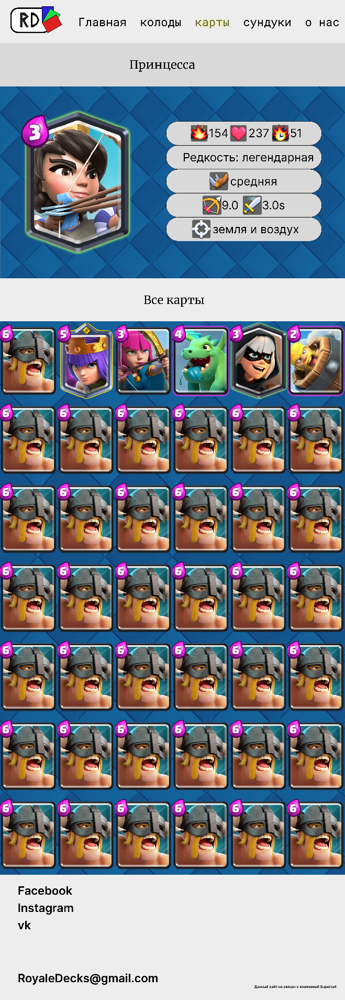 RD Главная колоды карты сундуки о нас
Принцесса
3
154 237 51
Редкость: легендарная
средняя
9.0 3.0s
земля и воздух
Все карты
6 5 3 4 3 2
6 6 6 6 6 6
6 6 6 6 6 6
6 6 6 6 6 6
6 6 6 6 6 6
6 6 6 6 6 6
6 6 6 6 6 6
Facebook
Instagram
vk
RoyaleDecks@gmail.com
Данный сайт не связан с компанией Supercell